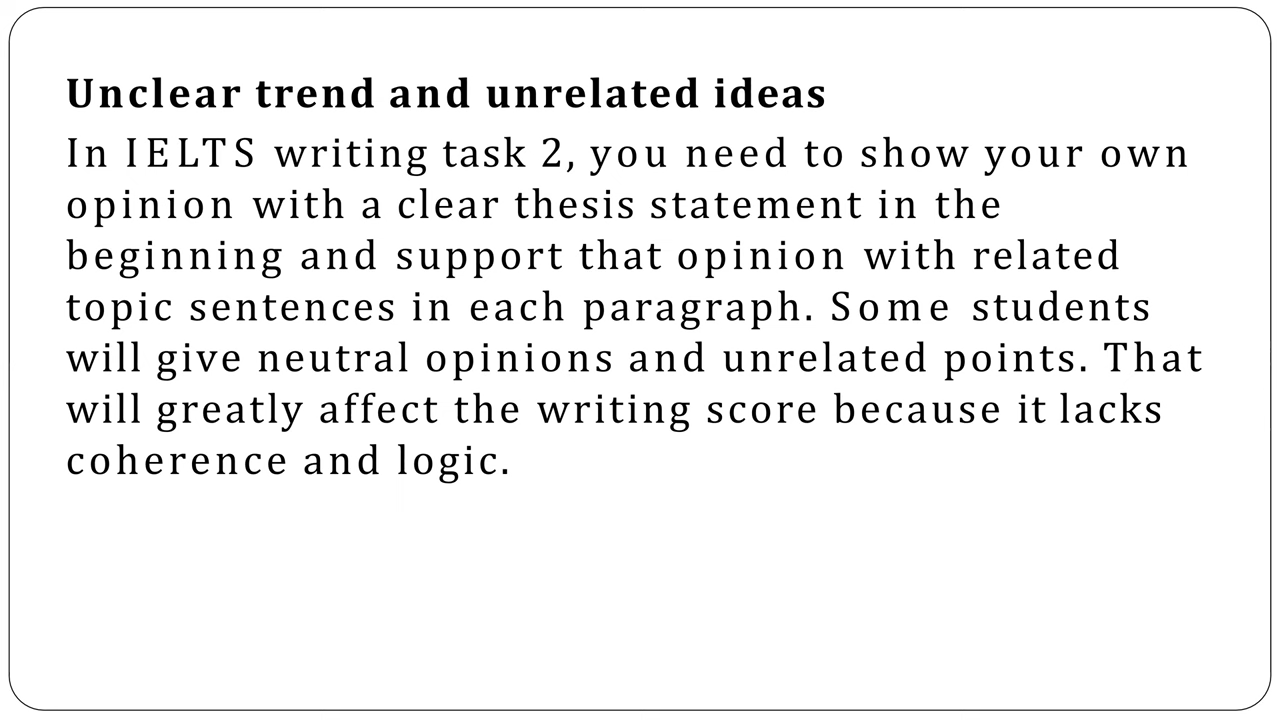 Unclear trend and unrelated ideas
In IELTS writing task 2, you need to show your own
opinion with a clear thesis statement in the
beginning and support that opinion with related
topic sentences in each paragraph. Some students
will give neutral opinions and unrelated points. That
will greatly affect the writing score because it lacks
coherence and logic.